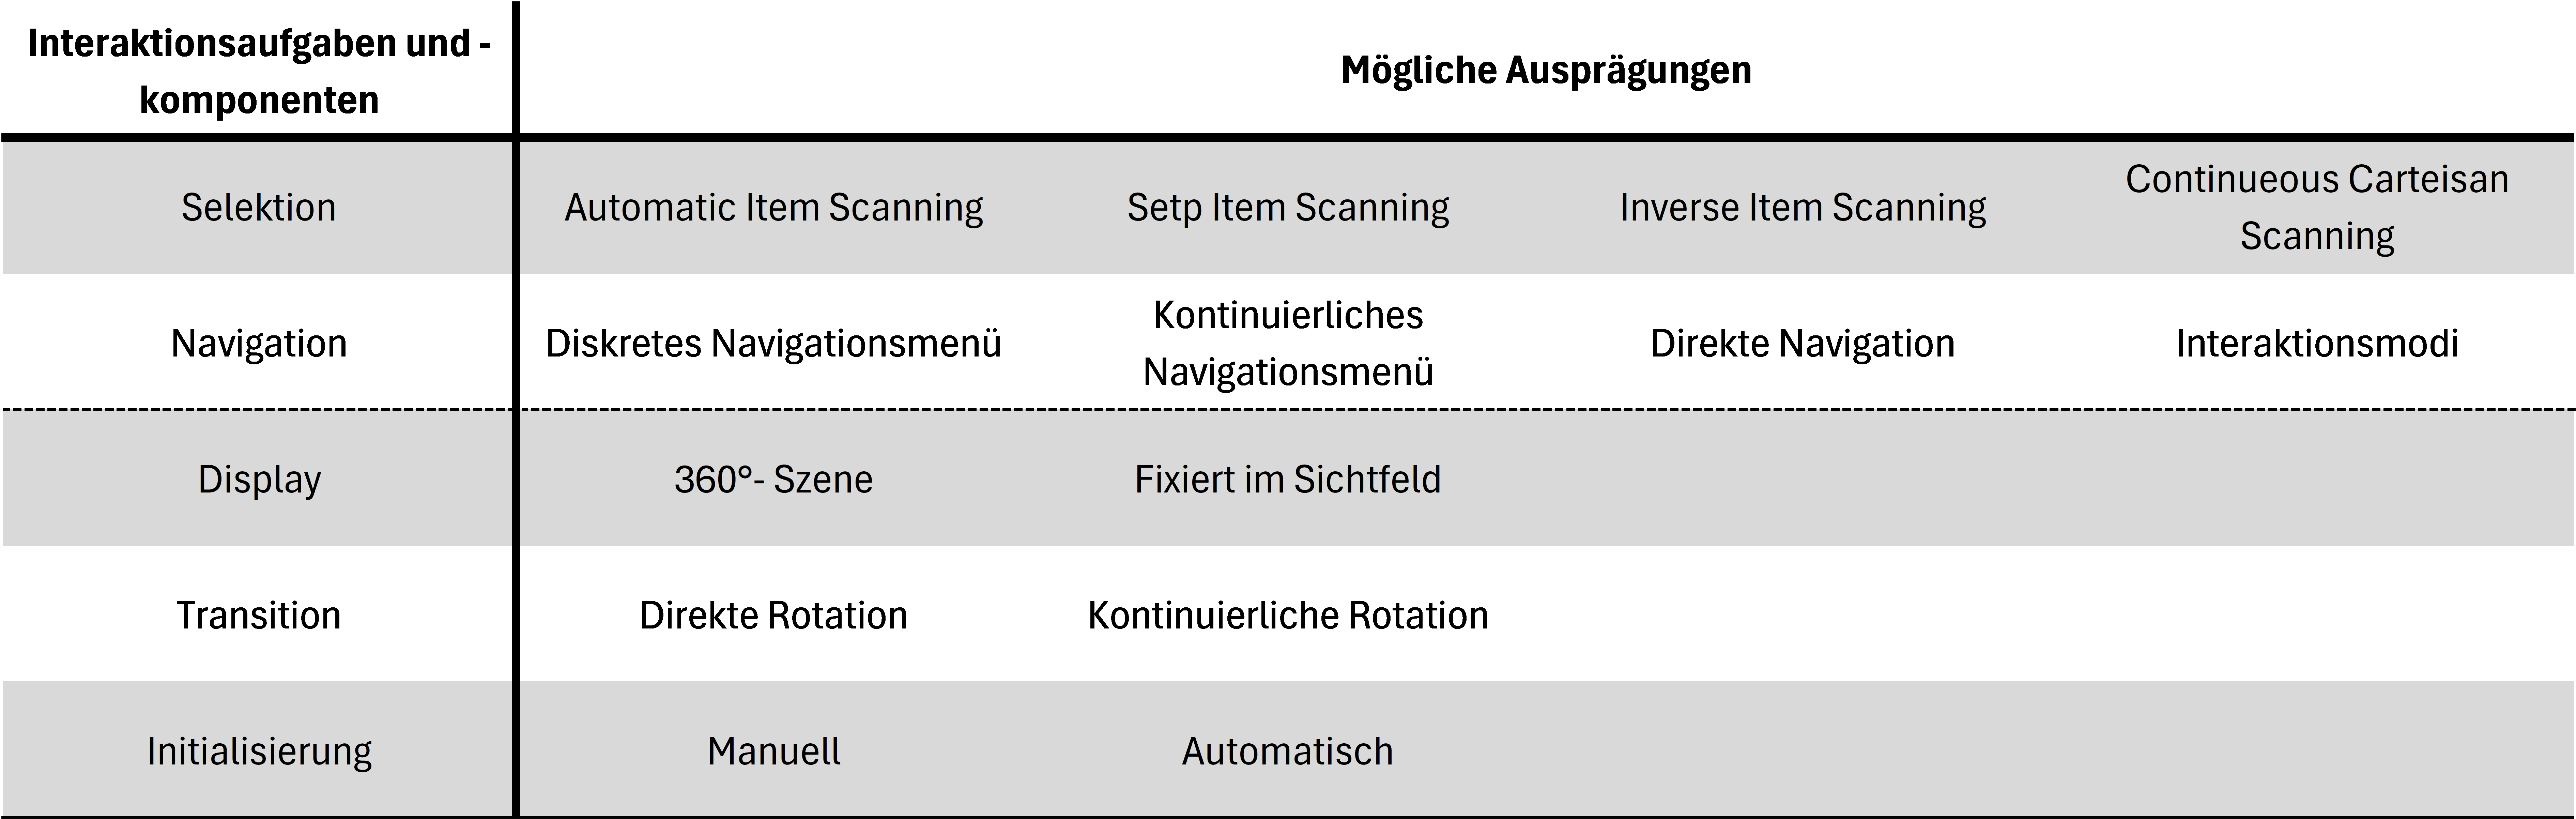 Interaktionsaufgaben und -
komponenten
Mögliche Ausprägungen
Selektion
Automatic Item Scanning
Setp Item Scanning
Inverse Item Scanning
Continueous Carteisan
Scanning
Navigation
Diskretes Navigationsmenü
Kontinuierliches
Navigationsmenü
Direkte Navigation
Interaktionsmodi
Display
360°- Szene
Fixiert im Sichtfeld
Transition
Direkte Rotation
Kontinuierliche Rotation
Initialisierung
Manuell
Automatisch